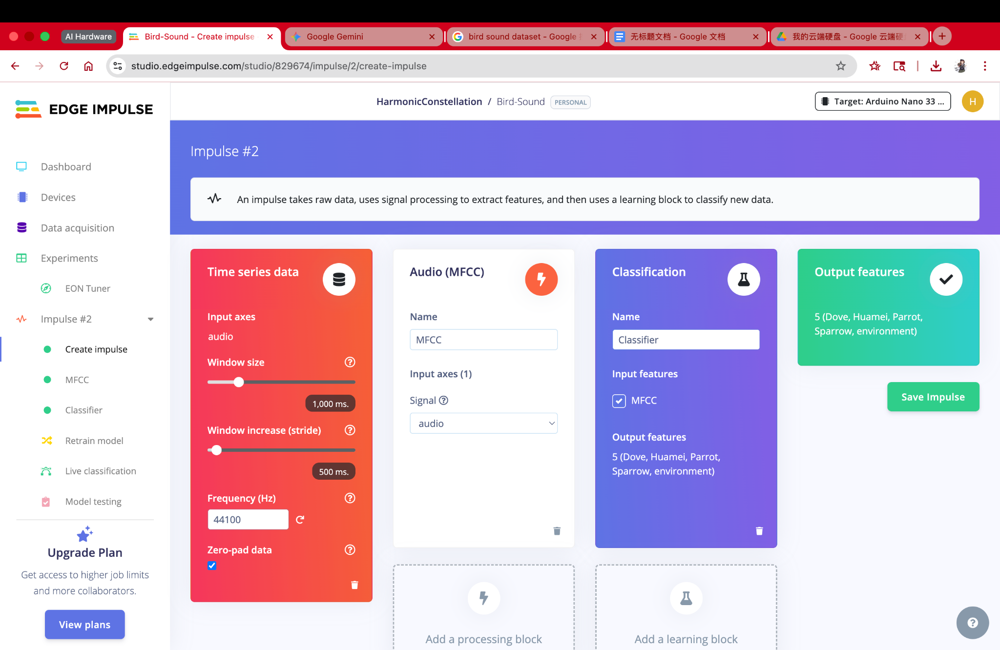 AI Hardware
Bird-Sound - Create impulse
Google Gemini
bird sound dataset - Google
无标题文档 - Google 文档
我的云端硬盘 - Google 云端硬
studio.edgeimpulse.com/studio/829674/impulse/2/create-impulse
EDGE IMPULSE
HarmonicConstellation / Bird-Sound PERSONAL
Target: Arduino Nano 33 ...
H
Impulse #2
An impulse takes raw data, uses signal processing to extract features, and then uses a learning block to classify new data.
Dashboard
Devices
Data acquisition
Experiments
EON Tuner
Impulse #2
Create impulse
MFCC
Classifier
Retrain model
Live classification
Model testing
Upgrade Plan
Get access to higher job limits
and more collaborators.
View plans
Time series data
Input axes
audio
Window size
1,000 ms.
Window increase (stride)
500 ms.
Frequency (Hz)
44100
Zero-pad data
Audio (MFCC)
Name
MFCC
Input axes (1)
Signal
audio
Add a processing block
Classification
Name
Classifier
Input features
MFCC
Output features
5 (Dove, Huamei, Parrot,
Sparrow, environment)
Add a learning block
Output features
5 (Dove, Huamei, Parrot,
Sparrow, environment)
Save Impulse